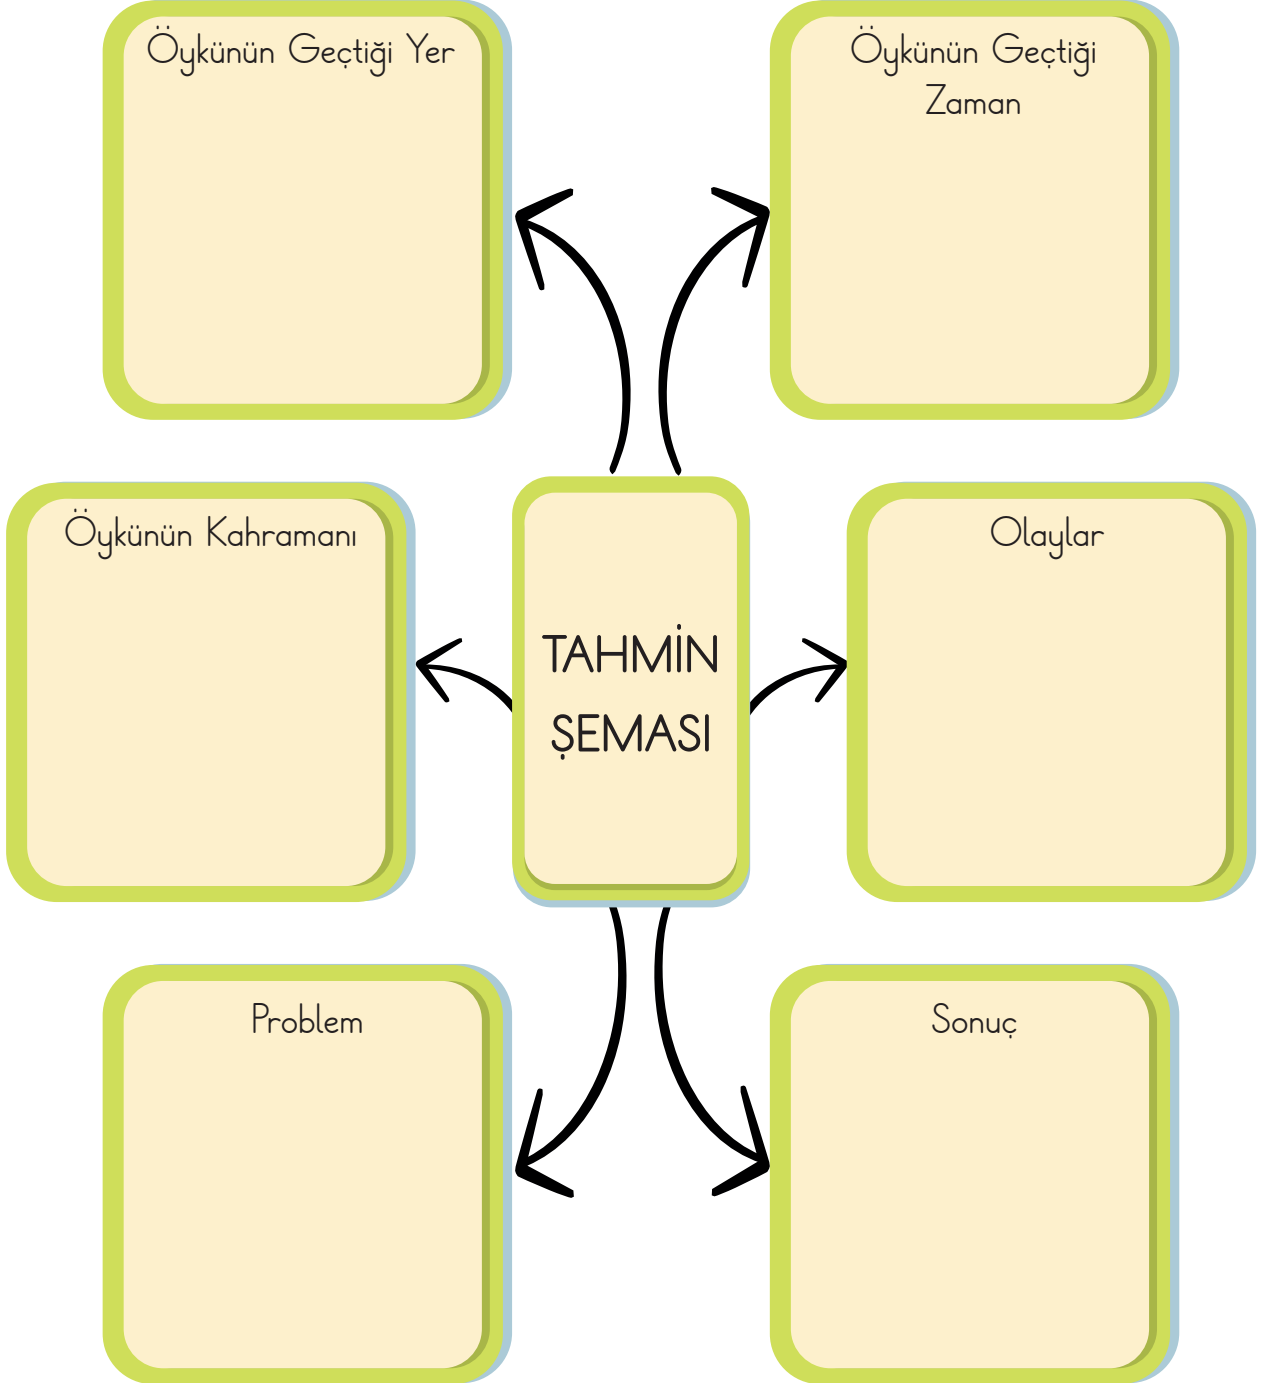 Öykünün Geçtiği Yer
Öykünün Geçtiği
Zaman
Öykünün Kahramanı
TAHMİN
ŞEMASI
Olaylar
Problem
Sonuç